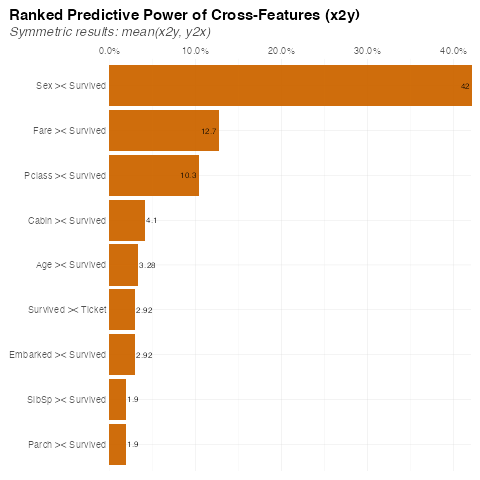 Ranked Predictive Power of Cross-Features (x2y)
Symmetric results: mean(x2y, y2x)
0.0% 10.0% 20.0% 30.0% 40.0%
Sex >< Survived 42
Fare >< Survived 12.7
Pclass >< Survived 10.3
Cabin >< Survived 4.1
Age >< Survived 3.28
Survived >< Ticket 2.92
Embarked >< Survived 2.92
SibSp >< Survived 1.9
Parch >< Survived 1.9